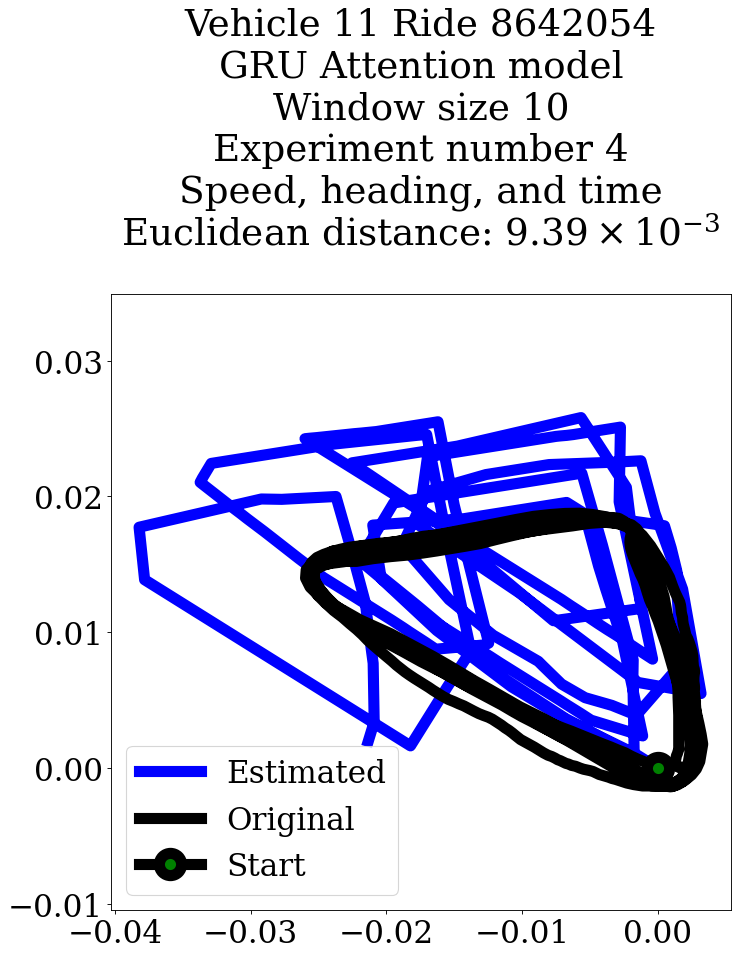 Vehicle 11 Ride 8642054
GRU Attention model
Window size 10
Experiment number 4
Speed, heading, and time
Euclidean distance: 9.39 × 10⁻³
0.03
0.02
0.01
0.00
−0.01
Estimated
Original
Start
−0.04 −0.03 −0.02 −0.01 0.00